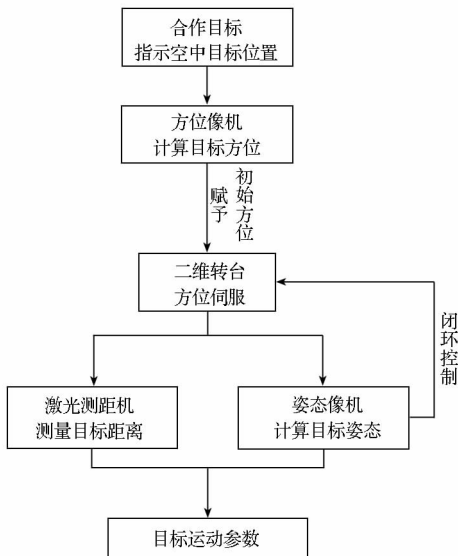 合作目标
指示空中目标位置
方位像机
计算目标方位
赋予
初始方位
二维转台
方位伺服
闭环控制
激光测距机
测量目标距离
姿态像机
计算目标姿态
目标运动参数